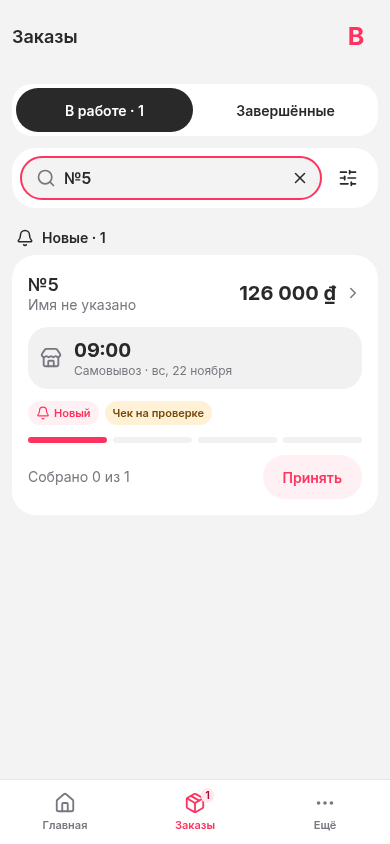 Заказы
B
В работе · 1
Завершённые
№5
Новые · 1
№5
126 000 ₫
Имя не указано
09:00
Самовывоз · вс, 22 ноября
Новый
Чек на проверке
Собрано 0 из 1
Принять
1
Главная
Заказы
Ещё